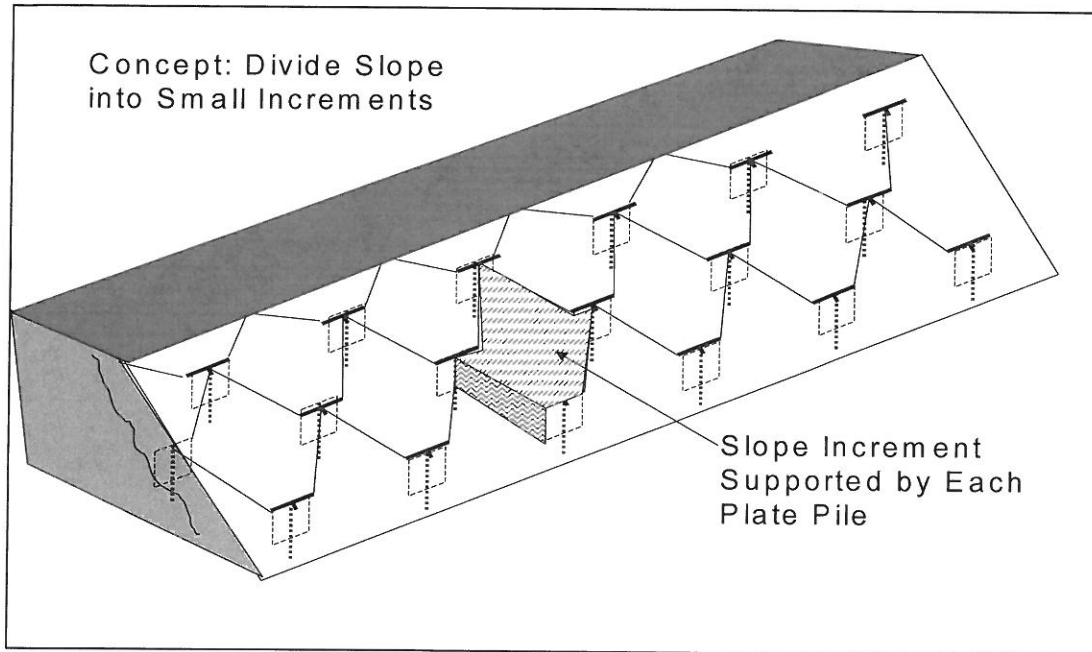 Concept: Divide Slope
into Small Increments
Slope Increment
Supported by Each
Plate Pile